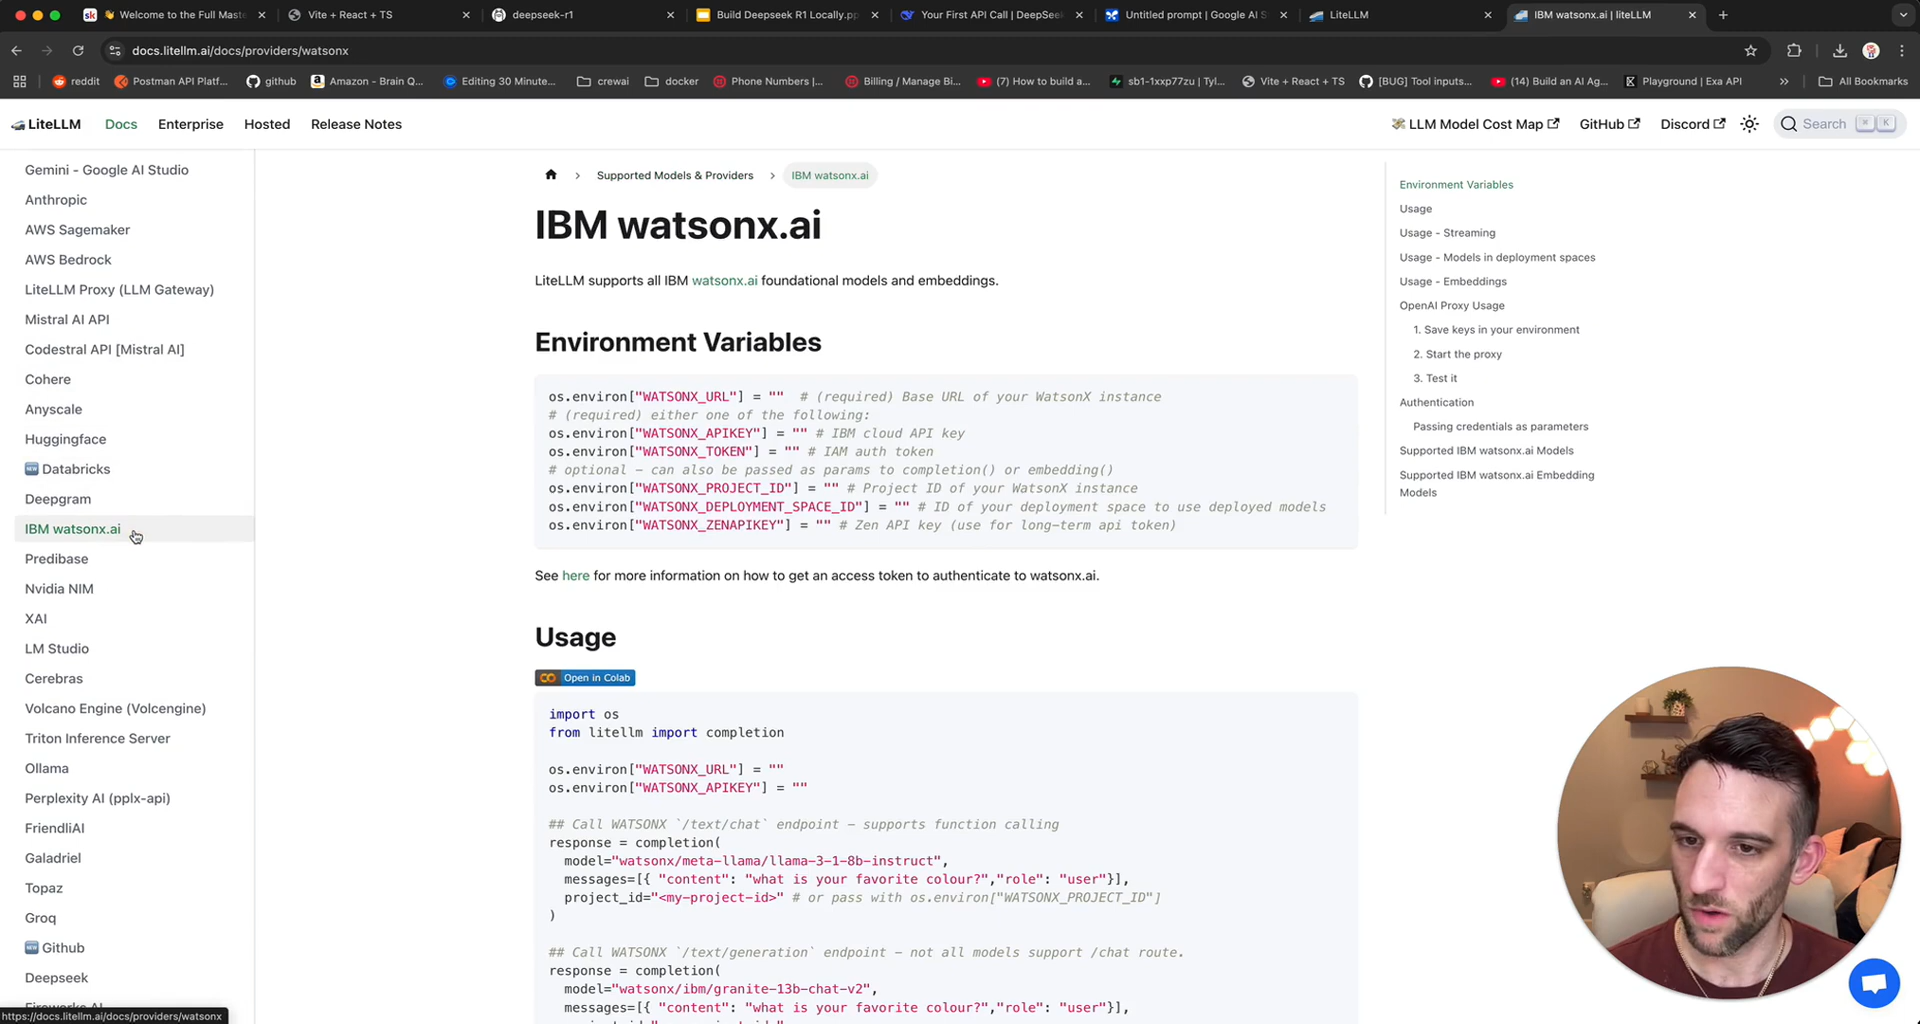 👋 Welcome to the Full Maste
Vite + React + TS
deepseek-r1
Build Deepseek R1 Locally.pp
Your First API Call | DeepSee
Untitled prompt | Google AI S
LiteLLM
IBM watsonx.ai | liteLLM
docs.litellm.ai/docs/providers/watsonx
reddit
Postman API Platf...
github
Amazon - Brain Q...
Editing 30 Minute...
crewai
docker
Phone Numbers |...
Billing / Manage Bi...
(7) How to build a...
sb1-1xxp77zu | Tyl...
Vite + React + TS
[BUG] Tool inputs...
(14) Build an AI Ag...
Playground | Exa API
»
All Bookmarks
LiteLLM
Docs
Enterprise
Hosted
Release Notes
LLM Model Cost Map
GitHub
Discord
Search ⌘ K
Gemini - Google AI Studio
Anthropic
AWS Sagemaker
AWS Bedrock
LiteLLM Proxy (LLM Gateway)
Mistral AI API
Codestral API [Mistral AI]
Cohere
Anyscale
Huggingface
🆕 Databricks
Deepgram
IBM watsonx.ai
Predibase
Nvidia NIM
XAI
LM Studio
Cerebras
Volcano Engine (Volcengine)
Triton Inference Server
Ollama
Perplexity AI (pplx-api)
FriendliAI
Galadriel
Topaz
Groq
🆕 Github
Deepseek
Fireworks AI
https://docs.litellm.ai/docs/providers/watsonx
Supported Models & Providers
IBM watsonx.ai
IBM watsonx.ai
LiteLLM supports all IBM watsonx.ai foundational models and embeddings.
Environment Variables
os.environ["WATSONX_URL"] = ""  # (required) Base URL of your WatsonX instance
# (required) either one of the following:
os.environ["WATSONX_APIKEY"] = "" # IBM cloud API key
os.environ["WATSONX_TOKEN"] = "" # IAM auth token
# optional - can also be passed as params to completion() or embedding()
os.environ["WATSONX_PROJECT_ID"] = "" # Project ID of your WatsonX instance
os.environ["WATSONX_DEPLOYMENT_SPACE_ID"] = "" # ID of your deployment space to use deployed models
os.environ["WATSONX_ZENAPIKEY"] = "" # Zen API key (use for long-term api token)
See here for more information on how to get an access token to authenticate to watsonx.ai.
Usage
Open in Colab
import os
from litellm import completion
os.environ["WATSONX_URL"] = ""
os.environ["WATSONX_APIKEY"] = ""
## Call WATSONX `/text/chat` endpoint - supports function calling
response = completion(
model="watsonx/meta-llama/llama-3-1-8b-instruct",
messages=[{ "content": "what is your favorite colour?","role": "user"}],
project_id="<my-project-id>" # or pass with os.environ["WATSONX_PROJECT_ID"]
)
## Call WATSONX `/text/generation` endpoint - not all models support /chat route.
response = completion(
model="watsonx/ibm/granite-13b-chat-v2",
messages=[{ "content": "what is your favorite colour?","role": "user"}],
Environment Variables
Usage
Usage - Streaming
Usage - Models in deployment spaces
Usage - Embeddings
OpenAI Proxy Usage
1. Save keys in your environment
2. Start the proxy
3. Test it
Authentication
Passing credentials as parameters
Supported IBM watsonx.ai Models
Supported IBM watsonx.ai Embedding
Models